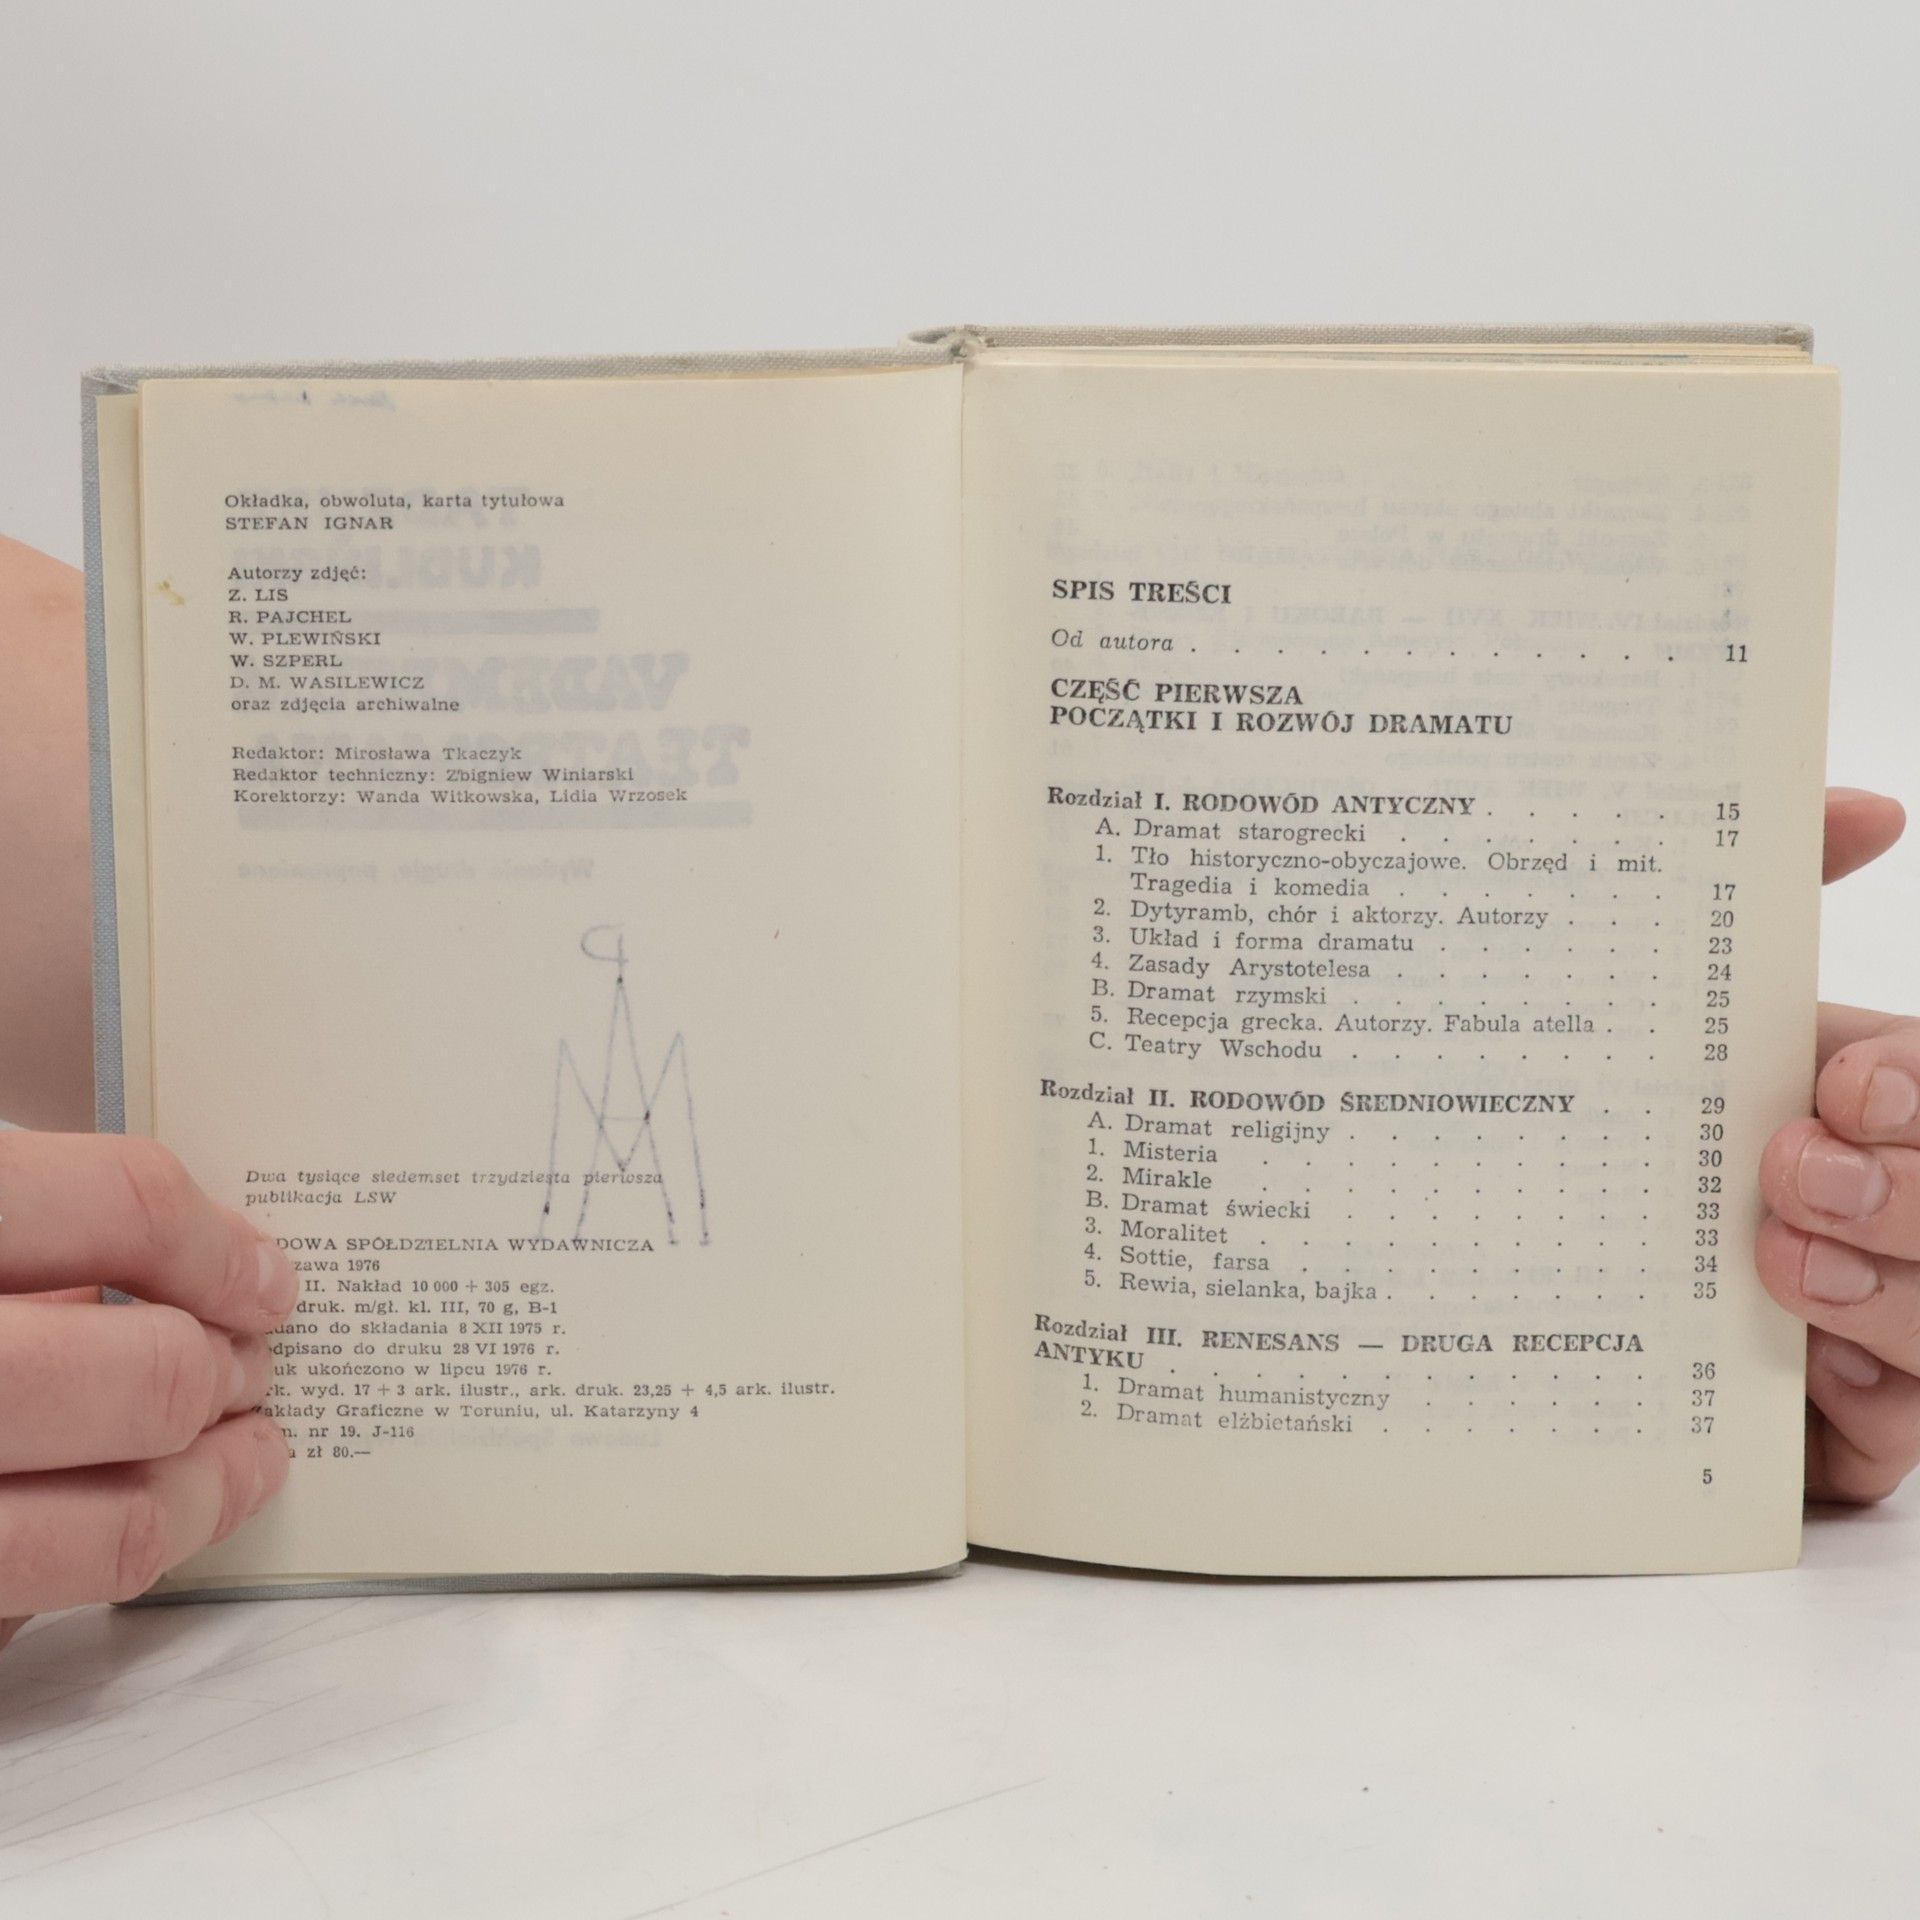 Okładka, obwoluta, karta tytułowa
STEFAN IGNAR
Autorzy zdjęć:
Z. LIS
R. PAJCHEL
W. PLEWIŃSKI
W. SZPERL
D. M. WASILEWICZ
oraz zdjęcia archiwalne
Redaktor: Mirosława Tkaczyk
Redaktor techniczny: Zbigniew Winiarski
Korektorzy: Wanda Witkowska, Lidia Wrzosek
Dwa tysiące siedemset trzydziesta pierwsza
publikacja LSW
DOWA SPÓŁDZIELNIA WYDAWNICZA
zawa 1976
II. Nakład 10 000 + 305 egz.
druk. m/gł. kl. III, 70 g, B-1
dano do składania 8 XII 1975 r.
dpisano do druku 28 VI 1976 r.
uk ukończono w lipcu 1976 r.
rk. wyd. 17 + 3 ark. ilustr., ark. druk. 23,25 + 4,5 ark. ilustr.
akłady Graficzne w Toruniu, ul. Katarzyny 4
m. nr 19. J-116
a zł 80.—
SPIS TREŚCI
Od autora . . . . . . . . . . . . 11
CZĘŚĆ PIERWSZA
POCZĄTKI I ROZWÓJ DRAMATU
Rozdział I. RODOWÓD ANTYCZNY . . . . . 15
A. Dramat starogrecki . . . . . . . 17
1. Tło historyczno-obyczajowe. Obrzęd i mit.
Tragedia i komedia . . . . . . . 17
2. Dytyramb, chór i aktorzy. Autorzy . . . 20
3. Układ i forma dramatu . . . . . . 23
4. Zasady Arystotelesa . . . . . . . 24
B. Dramat rzymski . . . . . . . . 25
5. Recepcja grecka. Autorzy. Fabula atella . . 25
C. Teatry Wschodu . . . . . . . . 28
Rozdział II. RODOWÓD ŚREDNIOWIECZNY . . 29
A. Dramat religijny . . . . . . . . 30
1. Misteria . . . . . . . . . . 30
2. Mirakle . . . . . . . . . . 32
B. Dramat świecki . . . . . . . . 33
3. Moralitet . . . . . . . . . . 33
4. Sottie, farsa . . . . . . . . . 34
5. Rewia, sielanka, bajka . . . . . . . 35
Rozdział III. RENESANS — DRUGA RECEPCJA
ANTYKU . . . . . . . . . . . . 36
1. Dramat humanistyczny . . . . . . 37
2. Dramat elżbietański . . . . . . . 37
5